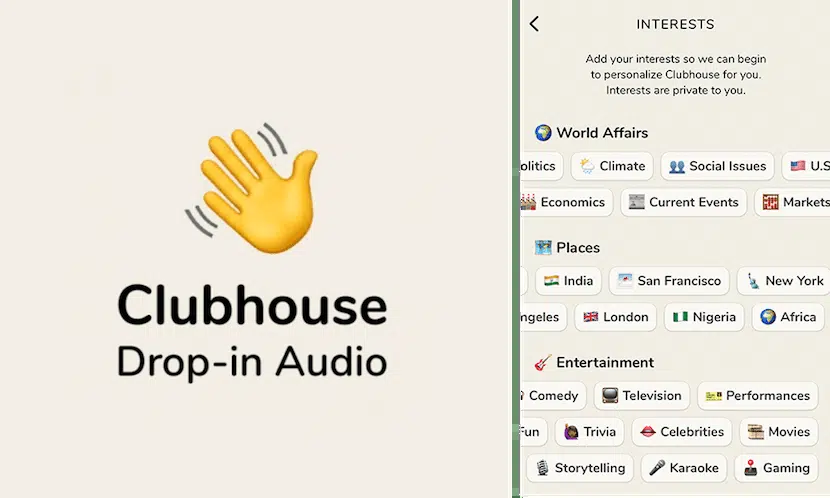 Clubhouse
Drop-in Audio
INTERESTS
Add your interests so we can begin
to personalize Clubhouse for you.
Interests are private to you.
World Affairs
olitics Climate Social Issues U.S
Economics Current Events Markets
Places
India San Francisco New York
ngeles London Nigeria Africa
Entertainment
Comedy Television Performances
Fun Trivia Celebrities Movies
Storytelling Karaoke Gaming